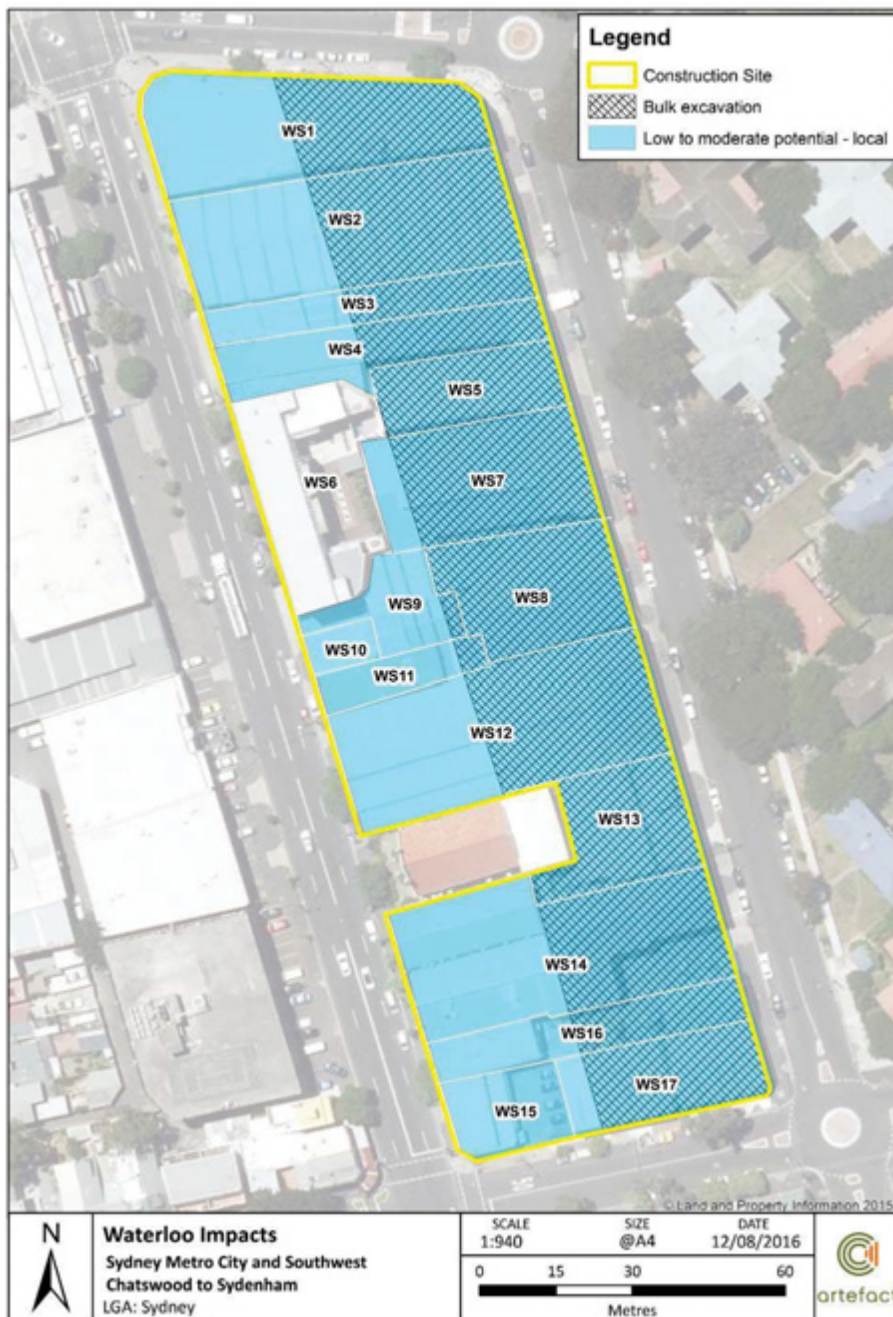 Legend
Construction Site
Bulk excavation
Low to moderate potential - local
WS1
WS2
WS3
WS4
WS5
WS6
WS7
WS8
WS9
WS10
WS11
WS12
WS13
WS14
WS16
WS17
WS15
© Land and Property Information 2015
N
Waterloo Impacts
Sydney Metro City and Southwest
Chatswood to Sydenham
LGA: Sydney
SCALE
1:940
SIZE
@A4
DATE
12/08/2016
0 15 30 60
Metres
artefact